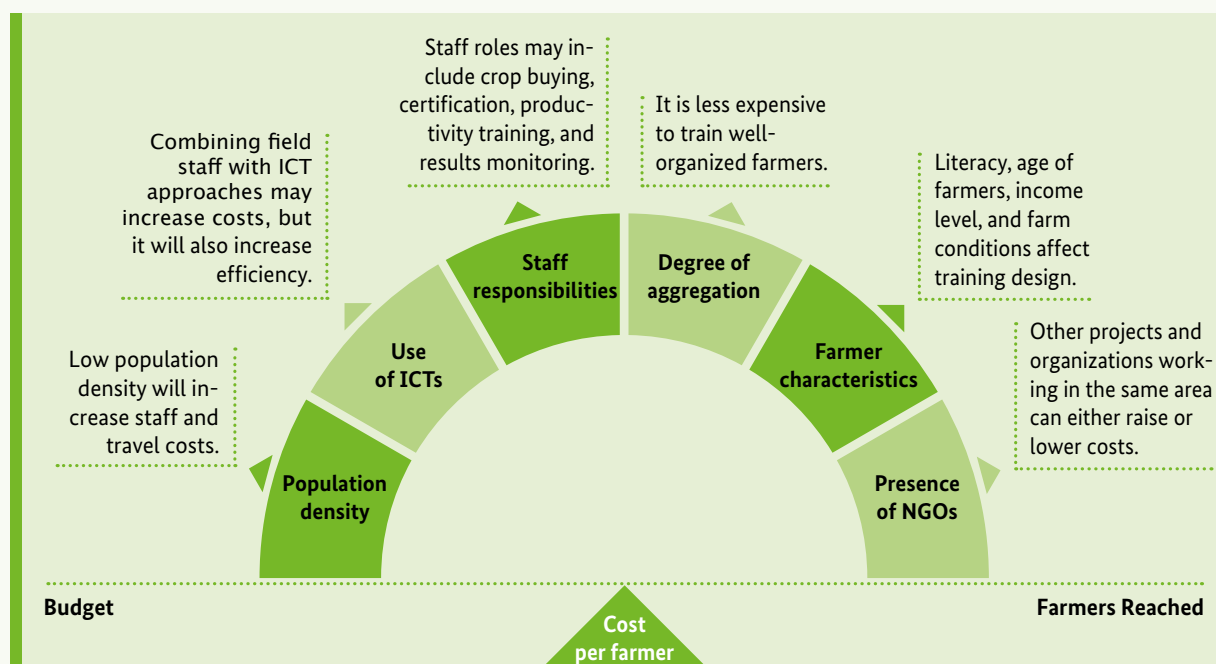 Staff roles may in-
clude crop buying,
certification, produc-
tivity training, and
results monitoring.
It is less expensive
to train well-
organized farmers.
Combining field
staff with ICT
approaches may
increase costs, but
it will also increase
efficiency.
Literacy, age of
farmers, income
level, and farm
conditions affect
training design.
Low population
density will in-
crease staff and
travel costs.
Other projects and
organizations work-
ing in the same area
can either raise or
lower costs.
Population
density
Use
of ICTs
Staff
responsibilities
Degree of
aggregation
Farmer
characteristics
Presence
of NGOs
Budget
Farmers Reached
Cost
per farmer